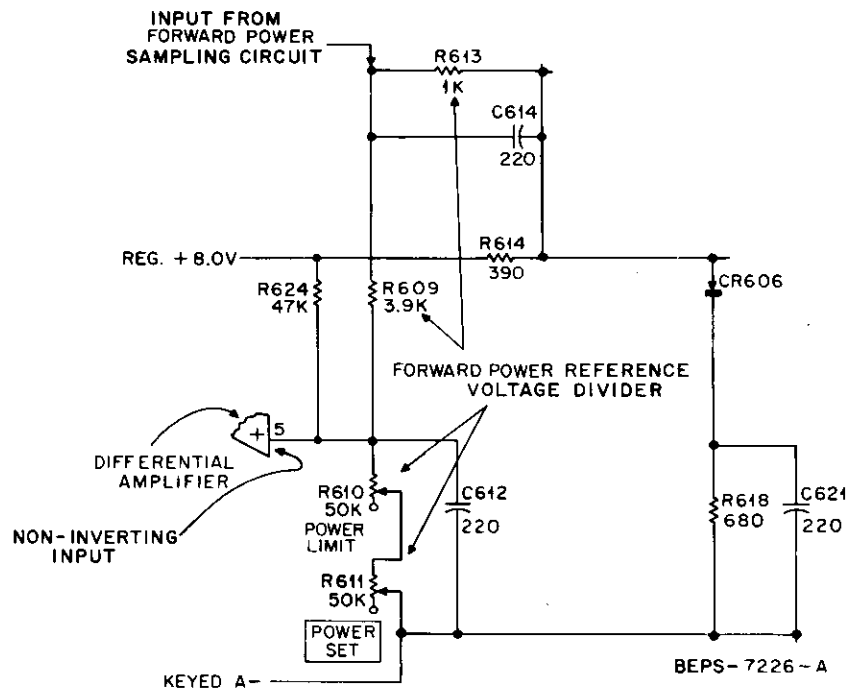 INPUT FROM
FORWARD POWER
SAMPLING CIRCUIT
R613
1K
C614
220
REG. +8.0V
R614
390
R624
47K
R609
3.9K
CR606
FORWARD POWER REFERENCE
VOLTAGE DIVIDER
+
5
DIFFERENTIAL
AMPLIFIER
NON-INVERTING
INPUT
R610
50K
POWER
LIMIT
C612
220
R618
680
C621
220
R611
50K
POWER
SET
KEYED A-
BEPS-7226-A